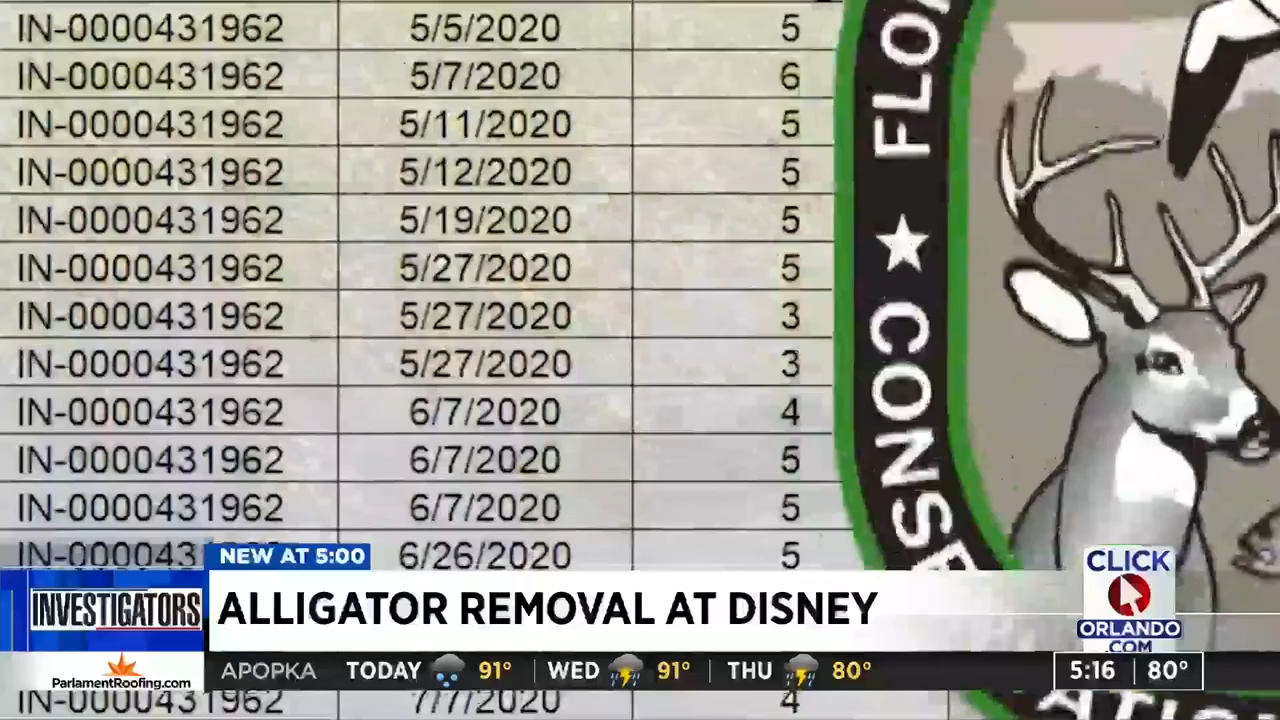 IN-0000431962 5/5/2020 5
IN-0000431962 5/7/2020 6
IN-0000431962 5/11/2020 5
IN-0000431962 5/12/2020 5
IN-0000431962 5/19/2020 5
IN-0000431962 5/27/2020 5
IN-0000431962 5/27/2020 3
IN-0000431962 5/27/2020 3
IN-0000431962 6/7/2020 4
IN-0000431962 6/7/2020 5
IN-0000431962 6/7/2020 5
6/26/2020 5
NEW AT 5:00
INVESTIGATORS
ALLIGATOR REMOVAL AT DISNEY
CLICK
ORLANDO
.COM
ParlamentRoofing.com
APOPKA TODAY 91° WED 91° THU 80° 5:16 80°
IN-0000431962 7/7/2020 4